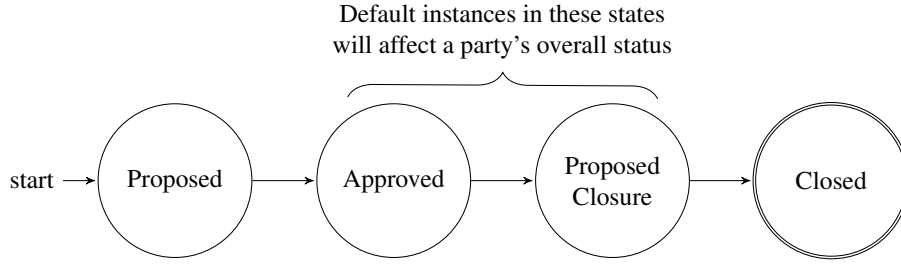 Default instances in these states
will affect a party's overall status
start
Proposed
Approved
Proposed
Closure
Closed